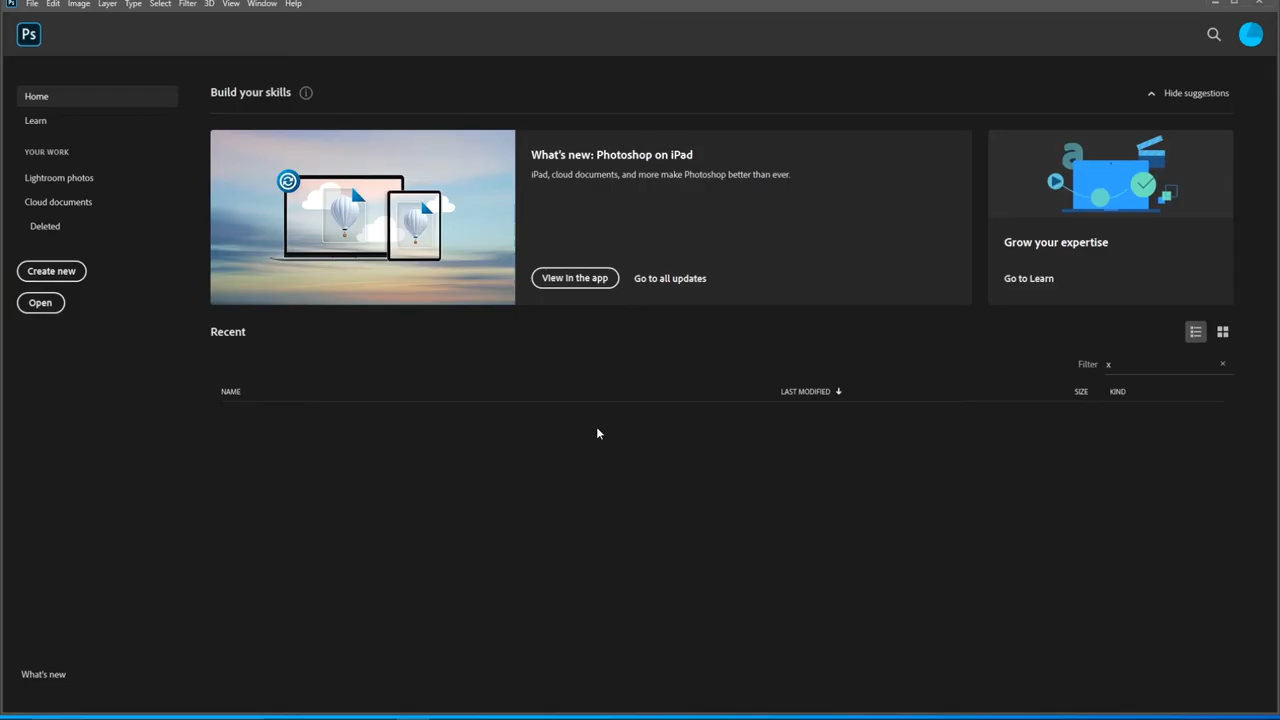 File Edit Image Layer Type Select Filter 3D View Window Help
Ps
Home
Learn
YOUR WORK
Lightroom photos
Cloud documents
Deleted
Create new
Open
What's new
Build your skills
Hide suggestions
What's new: Photoshop on iPad
iPad, cloud documents, and more make Photoshop better than ever.
View in the app Go to all updates
a
Grow your expertise
Go to Learn
Recent
Filter x
NAME LAST MODIFIED SIZE KIND